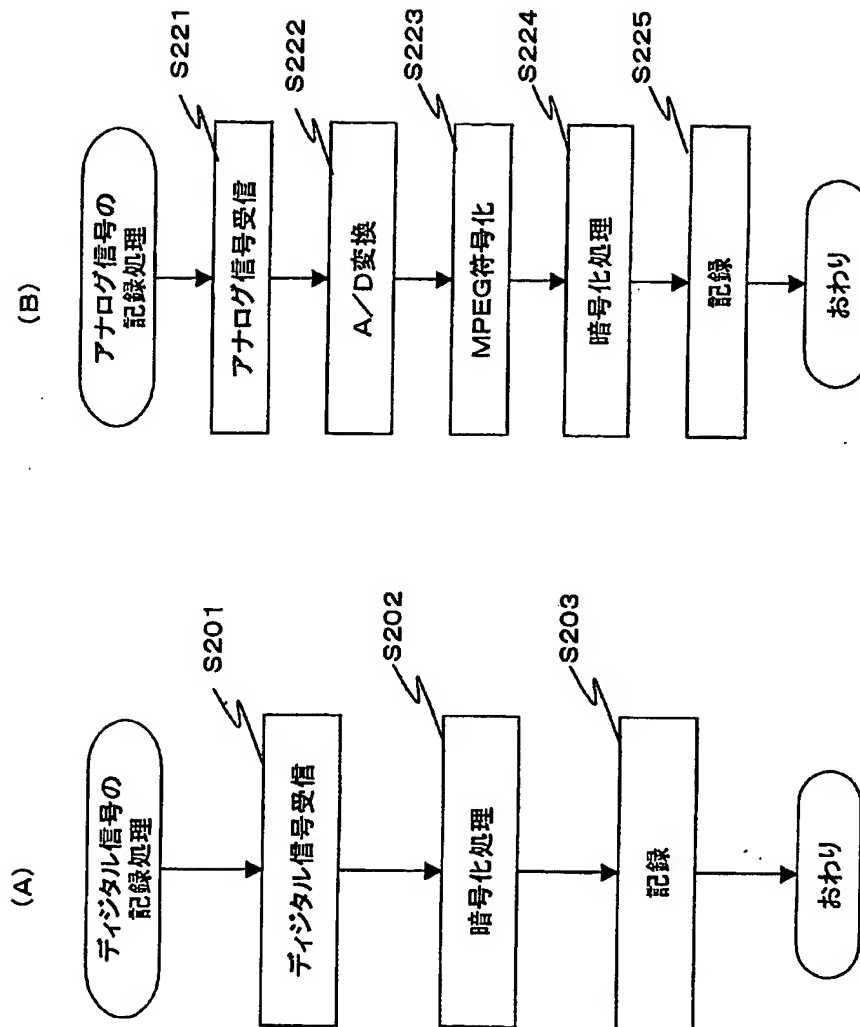 (A)
ディジタル信号の
記録処理
ディジタル信号受信
S201
暗号化処理
S202
記録
S203
おわり
(B)
アナログ信号の
記録処理
アナログ信号受信
S221
A/D変換
S222
MPEG符号化
S223
暗号化処理
S224
記録
S225
おわり